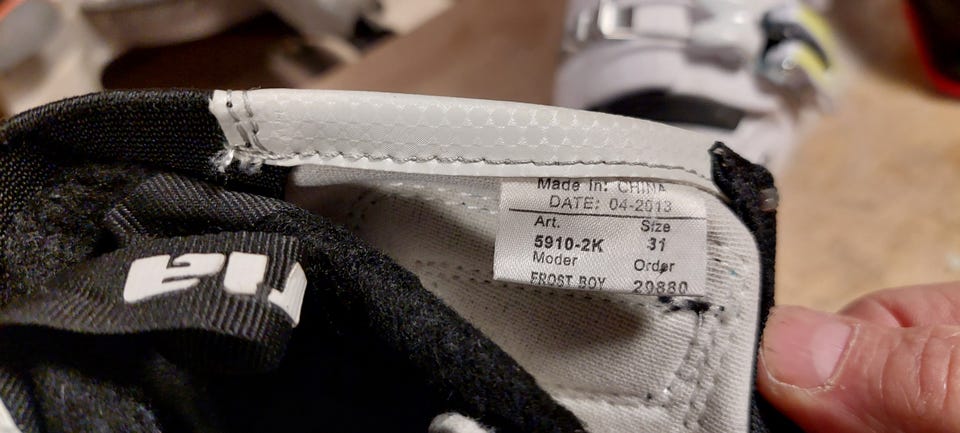 Made In: CHINA
DATE: 04-2013
Art. Size
5910-2K 31
Moder Order
FROST BOY 20880